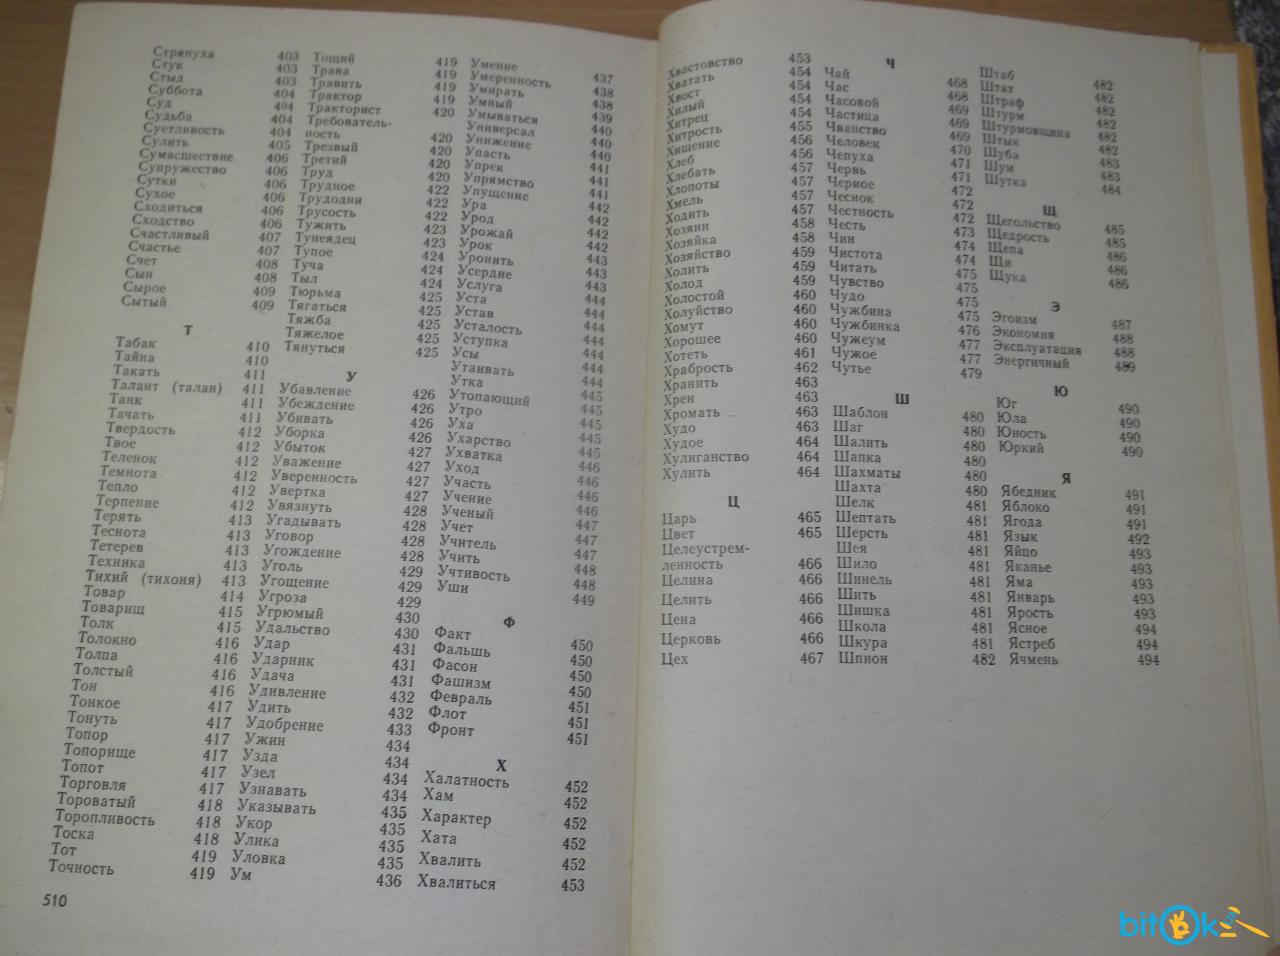 Стряпуха 403
Стук 403
Стыд 403
Суббота 404
Суд 404
Судьба 404
Суетливость 404
Сулить 405
Сумасшествие 406
Супружество 406
Сутки 406
Сухое 406
Сходиться 406
Сходство 406
Счастливый 407
Счастье 407
Счет 408
Сын 408
Сырое 409
Сытый 409
Т
Табак 410
Тайна 410
Такать 411
Талант (талан) 411
Танк 411
Тачать 411
Твердость 412
Твое 412
Теленок 412
Темнота 412
Тепло 412
Терпение 412
Терять 413
Теснота 413
Тетерев 413
Техника 413
Тихий (тихоня) 413
Товар 414
Товарищ 415
Толк 415
Толокно 416
Толпа 416
Толстый 416
Тон 416
Тонкое 417
Тонуть 417
Топор 417
Топорище 417
Топот 417
Торговля 417
Тороватый 418
Торопливость 418
Тоска 418
Тот 419
Точность 419
510
Тощий 419
Трава 419
Травить 419
Трактор 419
Тракторист 420
Требователь-
ность 420
Трезвый 420
Третий 420
Труд 420
Трудное 422
Трудодни 422
Трусость 422
Тужить 423
Тунеядец 423
Тупое 424
Туча 424
Тыл 424
Тюрьма 425
Тягаться 425
Тяжба 425
Тяжелое 425
Тянуться 425
У
Убавление 426
Убеждение 426
Убивать 426
Уборка 426
Убыток 427
Уважение 427
Уверенность 427
Увертка 427
Увязнуть 428
Угадывать 428
Уговор 428
Угождение 428
Уголь 429
Угощение 429
Угроза 429
Угрюмый 430
Удальство 430
Удар 431
Ударник 431
Удача 431
Удивление 432
Удить 432
Удобрение 433
Ужин 434
Узда 434
Узел 434
Узнавать 434
Указывать 435
Укор 435
Улика 435
Уловка 435
Ум 436
Умение 437
Умеренность 438
Умирать 438
Умный 439
Умываться 440
Универсал 440
Унижение 440
Упасть 441
Упрек 441
Упрямство 441
Упущение 442
Ура 442
Урод 442
Урожай 442
Урок 443
Уронить 443
Усердие 443
Услуга 444
Уста 444
Устав 444
Усталость 444
Уступка 444
Усы 444
Утаивать 444
Утка 445
Утопающий 445
Утро 445
Уха 445
Ухарство 445
Ухватка 446
Уход 446
Участь 446
Учение 446
Ученый 447
Учет 447
Учитель 447
Учить 448
Учтивость 448
Уши 449
Ф
Факт 450
Фальшь 450
Фасон 450
Фашизм 450
Февраль 451
Флот 451
Фронт 451
Х
Халатность 452
Хам 452
Характер 452
Хата 452
Хвалить 452
Хвалиться 453
Хвастовство 453
Хватать 454
Хвост 454
Хилый 454
Хитрец 454
Хитрость 455
Хищение 456
Хлеб 456
Хлебать 457
Хлопоты 457
Хмель 457
Ходить 457
Хозяин 458
Хозяйка 458
Хозяйство 459
Холить 459
Холод 459
Холостой 460
Холуйство 460
Хомут 460
Хорошее 460
Хотеть 461
Храбрость 462
Хранить 463
Хрен 463
Хромать 463
Худо 463
Худое 464
Хулиганство 464
Хулить 464
Ц
Царь 465
Цвет 465
Целеустрем-
ленность 466
Целина 466
Целить 466
Цена 466
Церковь 466
Цех 467
Ч
Чай 468
Час 468
Часовой 469
Частица 469
Чванство 469
Человек 470
Чепуха 471
Червь 471
Черное 472
Чеснок 472
Честность 472
Честь 473
Чин 474
Чистота 474
Читать 475
Чувство 475
Чудо 475
Чужбина 475
Чужбинка 476
Чужеум 477
Чужое 477
Чутье 479
Ш
Шаблон 480
Шаг 480
Шалить 480
Шапка 480
Шахматы 480
Шахта 480
Шелк 481
Шептать 481
Шерсть 481
Шея 481
Шило 481
Шинель 481
Шить 481
Шишка 481
Школа 481
Шкура 481
Шпион 482
Штаб 482
Штат 482
Штраф 482
Штурм 482
Штурмовщина 482
Штык 483
Шуба 483
Шум 483
Шутка 484
Щ
Щегольство 485
Щедрость 485
Щепа 486
Щи 486
Щука 486
Э
Эгоизм 487
Экономия 488
Эксплуатация 488
Энергичный 489
Ю
Юг 490
Юла 490
Юность 490
Юркий 490
Я
Ябедник 491
Яблоко 491
Ягода 491
Язык 492
Яйцо 493
Яканье 493
Яма 493
Январь 493
Ярость 493
Ясное 494
Ястреб 494
Ячмень 494
bitok